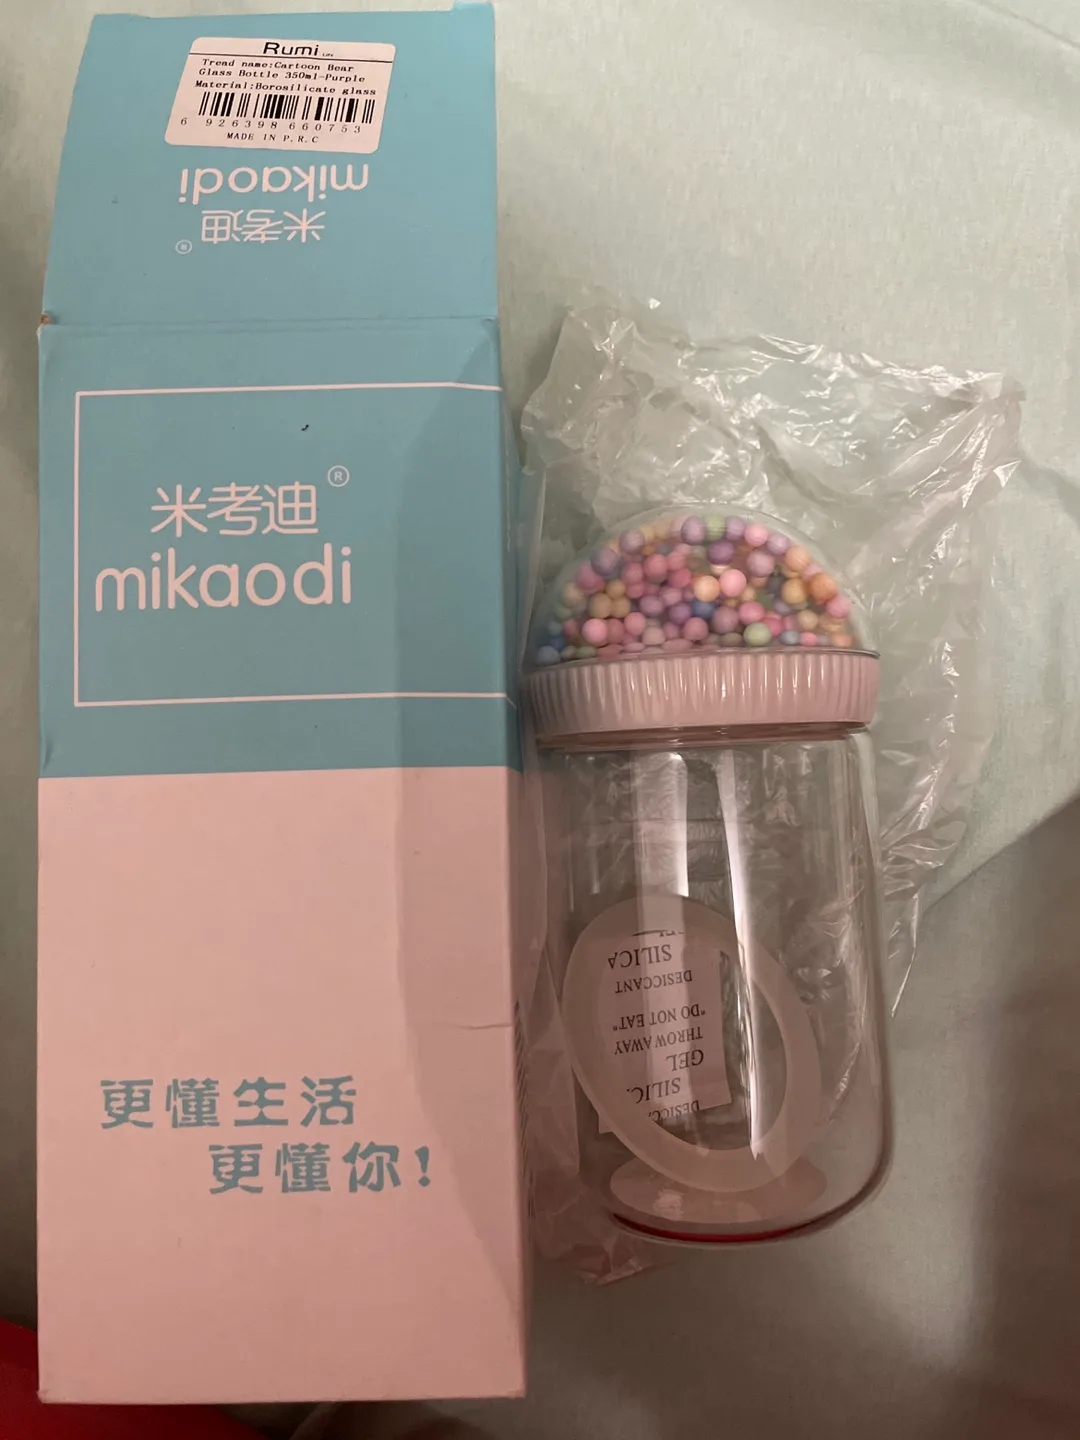 Rumi
Tread name:Cartoon Bear
Glass Bottle 350ml-Purple
Material:Borosilicate glass
6 926398 660753
MADE IN P.R.C
mikaodi
米考迪®
米考迪®
mikaodi
更懂生活
更懂你!
DESICC
SILIC
GEL
THROW AWAY
"DO NOT EAT"
DESICCANT
SILICA